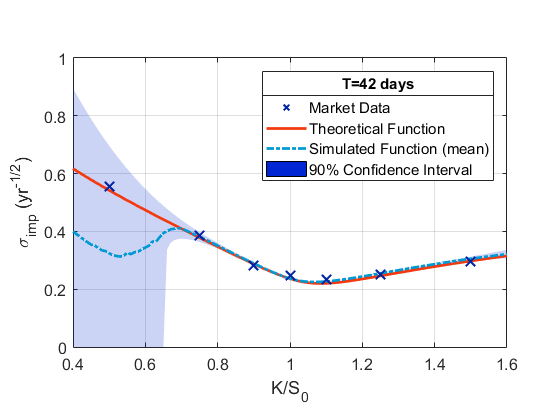 T=42 days
Market Data
Theoretical Function
Simulated Function (mean)
90% Confidence Interval
1
0.8
0.6
0.4
0.2
0
σ_imp (yr^-1/2)
0.4 0.6 0.8 1 1.2 1.4 1.6
K/S_0